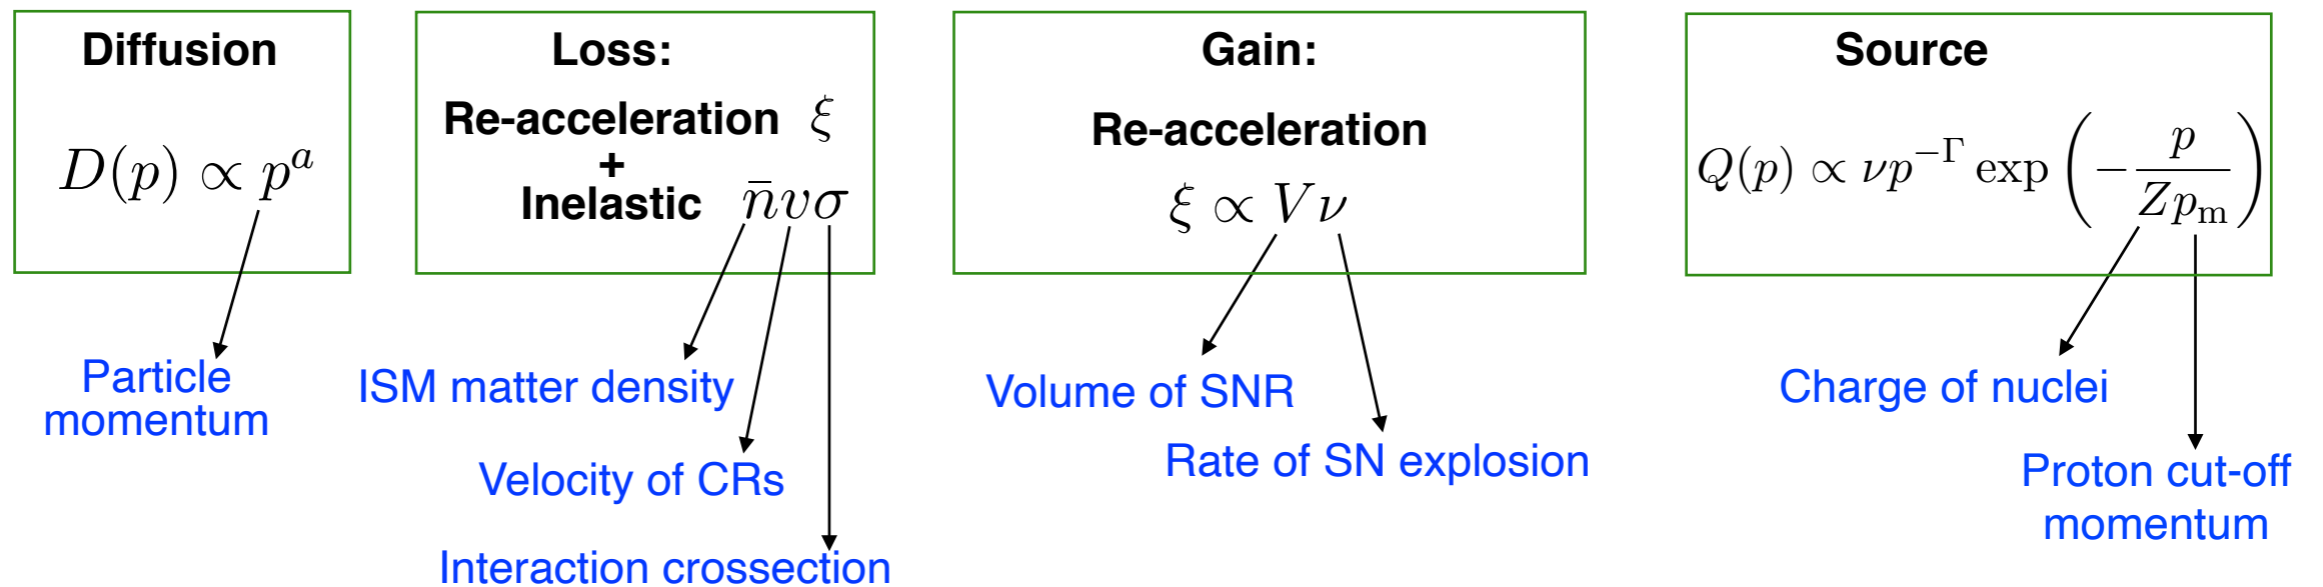 Diffusion
D(p) ∝ p^a
Particle
momentum
Loss:
Re-acceleration ξ
+
Inelastic n̄vσ
ISM matter density
Velocity of CRs
Interaction crossection
Gain:
Re-acceleration
ξ ∝ Vν
Volume of SNR
Rate of SN explosion
Source
Q(p) ∝ νp^{-Γ} exp(-p/(Zp_m))
Charge of nuclei
Proton cut-off
momentum